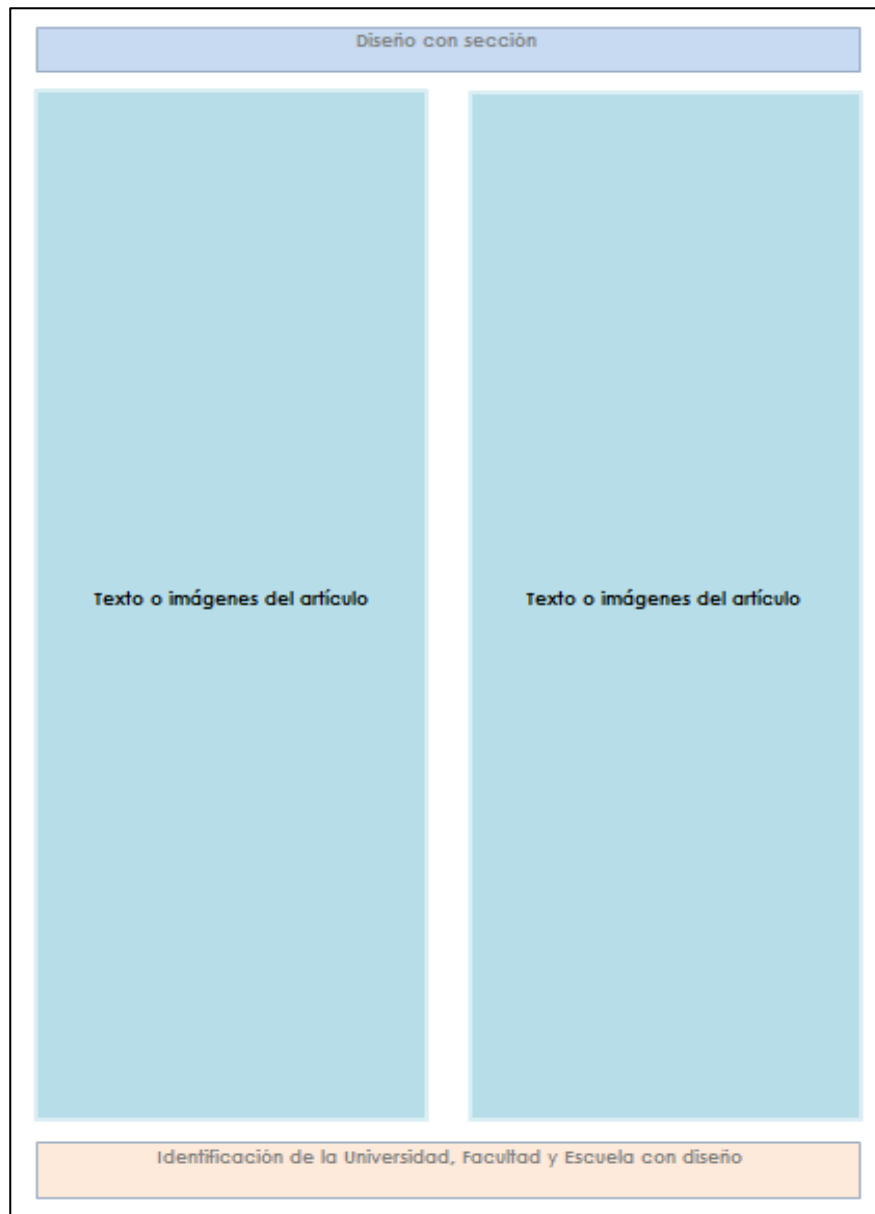 Diseño con sección
Texto o imágenes del artículo
Texto o imágenes del artículo
Identificación de la Universidad, Facultad y Escuela con diseño